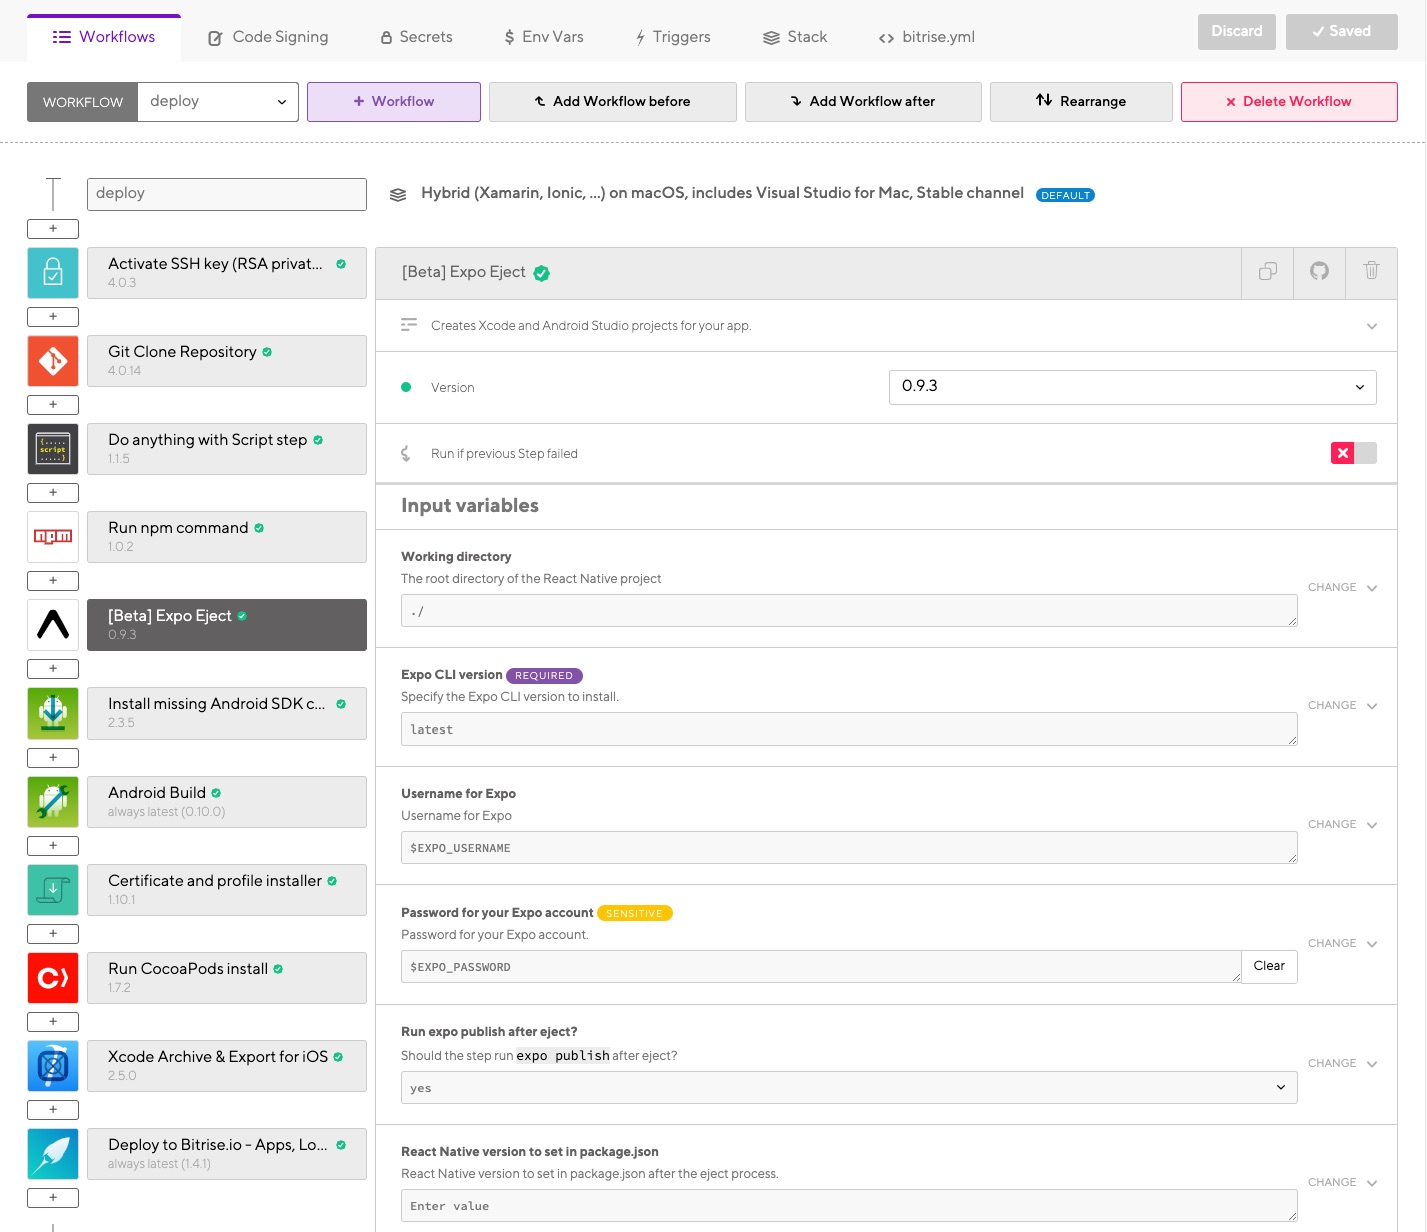 Workflows
Code Signing
Secrets
$ Env Vars
Triggers
Stack
<> bitrise.yml
Discard
Saved
WORKFLOW
deploy
+ Workflow
Add Workflow before
Add Workflow after
Rearrange
× Delete Workflow
deploy
Hybrid (Xamarin, Ionic, ...) on macOS, includes Visual Studio for Mac, Stable channel DEFAULT
+
Activate SSH key (RSA privat...
4.0.3
+
Git Clone Repository
4.0.14
+
{.....
script
.....}
Do anything with Script step
1.1.5
+
npm
Run npm command
1.0.2
+
[Beta] Expo Eject
0.9.3
+
Install missing Android SDK c...
2.3.5
+
Android Build
always latest (0.10.0)
+
Certificate and profile installer
1.10.1
+
Run CocoaPods install
1.7.2
+
Xcode Archive & Export for iOS
2.5.0
+
Deploy to Bitrise.io - Apps, Lo...
always latest (1.4.1)
+
[Beta] Expo Eject
Creates Xcode and Android Studio projects for your app.
Version
0.9.3
Run if previous Step failed
Input variables
Working directory
The root directory of the React Native project
./
CHANGE
Expo CLI version REQUIRED
Specify the Expo CLI version to install.
latest
CHANGE
Username for Expo
Username for Expo
$EXPO_USERNAME
CHANGE
Password for your Expo account SENSITIVE
Password for your Expo account.
$EXPO_PASSWORD
Clear
CHANGE
Run expo publish after eject?
Should the step run expo publish after eject?
yes
CHANGE
React Native version to set in package.json
React Native version to set in package.json after the eject process.
Enter value
CHANGE